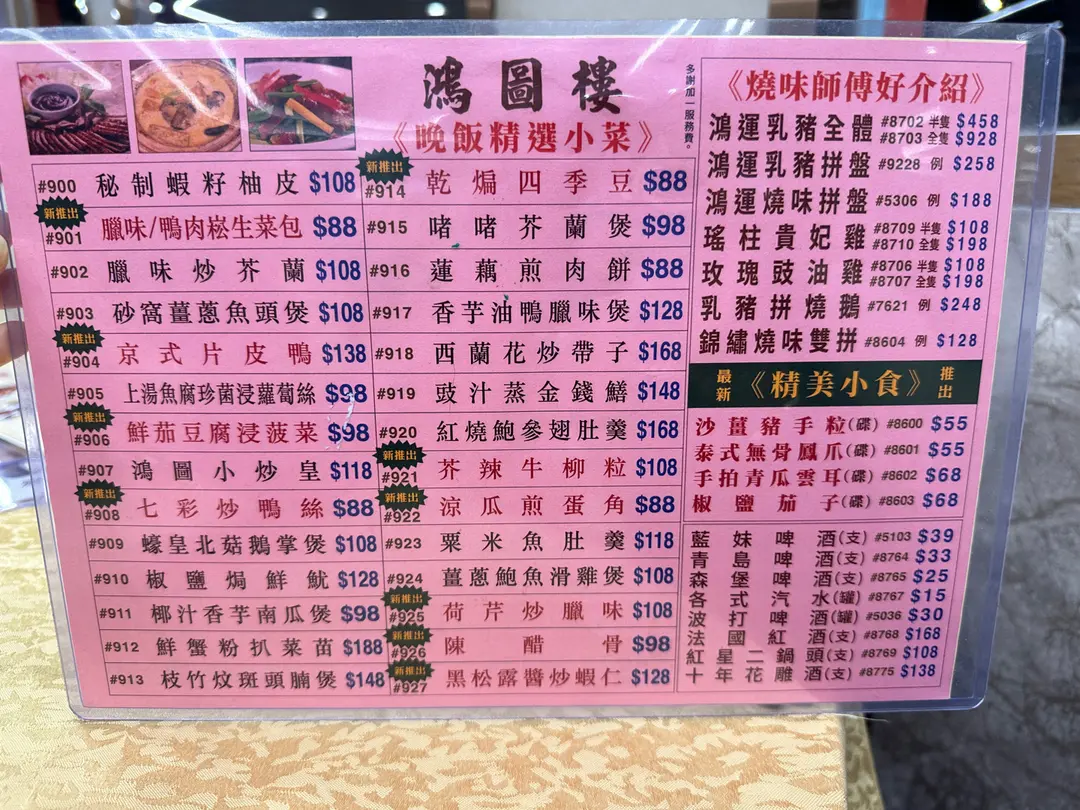 鴻圖樓
《晚飯精選小菜》
多謝加一服務費。
#900 秘制蝦籽柚皮 $108
新推出
#901 臘味/鴨肉崧生菜包 $88
#902 臘味炒芥蘭 $108
#903 砂窩薑蔥魚頭煲 $108
新推出
#904 京式片皮鴨 $138
#905 上湯魚腐珍菌浸蘿蔔絲 $98
新推出
#906 鮮茄豆腐浸菠菜 $98
#907 鴻圖小炒皇 $118
新推出
#908 七彩炒鴨絲 $88
#909 蠔皇北菇鵝掌煲 $108
#910 椒鹽焗鮮魷 $128
#911 椰汁香芋南瓜煲 $98
#912 鮮蟹粉扒菜苗 $188
#913 枝竹炆斑頭腩煲 $148
新推出
#914 乾煸四季豆 $88
#915 啫啫芥蘭煲 $98
#916 蓮藕煎肉餅 $88
#917 香芋油鴨臘味煲 $128
#918 西蘭花炒帶子 $168
#919 豉汁蒸金錢鱔 $148
#920 紅燒鮑參翅肚羹 $168
新推出
#921 芥辣牛柳粒 $108
新推出
#922 涼瓜煎蛋角 $88
#923 粟米魚肚羹 $118
#924 薑蔥鮑魚滑雞煲 $108
新推出
#925 荷芹炒臘味 $108
新推出
#926 陳醋骨 $98
新推出
#927 黑松露醬炒蝦仁 $128
《燒味師傅好介紹》
鴻運乳豬全體 #8702 半隻 $458
#8703 全隻 $928
鴻運乳豬拼盤 #9228 例 $258
鴻運燒味拼盤 #5306 例 $188
瑤柱貴妃雞 #8709 半隻 $108
#8710 全隻 $198
玫瑰豉油雞 #8706 半隻 $108
#8707 全隻 $198
乳豬拼燒鵝 #7621 例 $248
錦繡燒味雙拼 #8604 例 $128
最新《精美小食》推出
沙薑豬手粒(碟) #8600 $55
泰式無骨鳳爪(碟) #8601 $55
手拍青瓜雲耳(碟) #8602 $68
椒鹽茄子(碟) #8603 $68
藍妹啤酒(支) #5103 $39
青島啤酒(支) #8764 $33
森堡啤酒(支) #8765 $25
各式汽水(罐) #8767 $15
波打啤酒(罐) #5036 $30
法國紅酒(支) #8768 $168
紅星二鍋頭(支) #8769 $108
十年花雕酒(支) #8775 $138